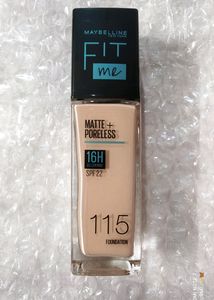 MAYBELLINE
NEW YORK
FiT
me
MATTE+
PORELESS
16H
SPF 22
115
FOUNDATION